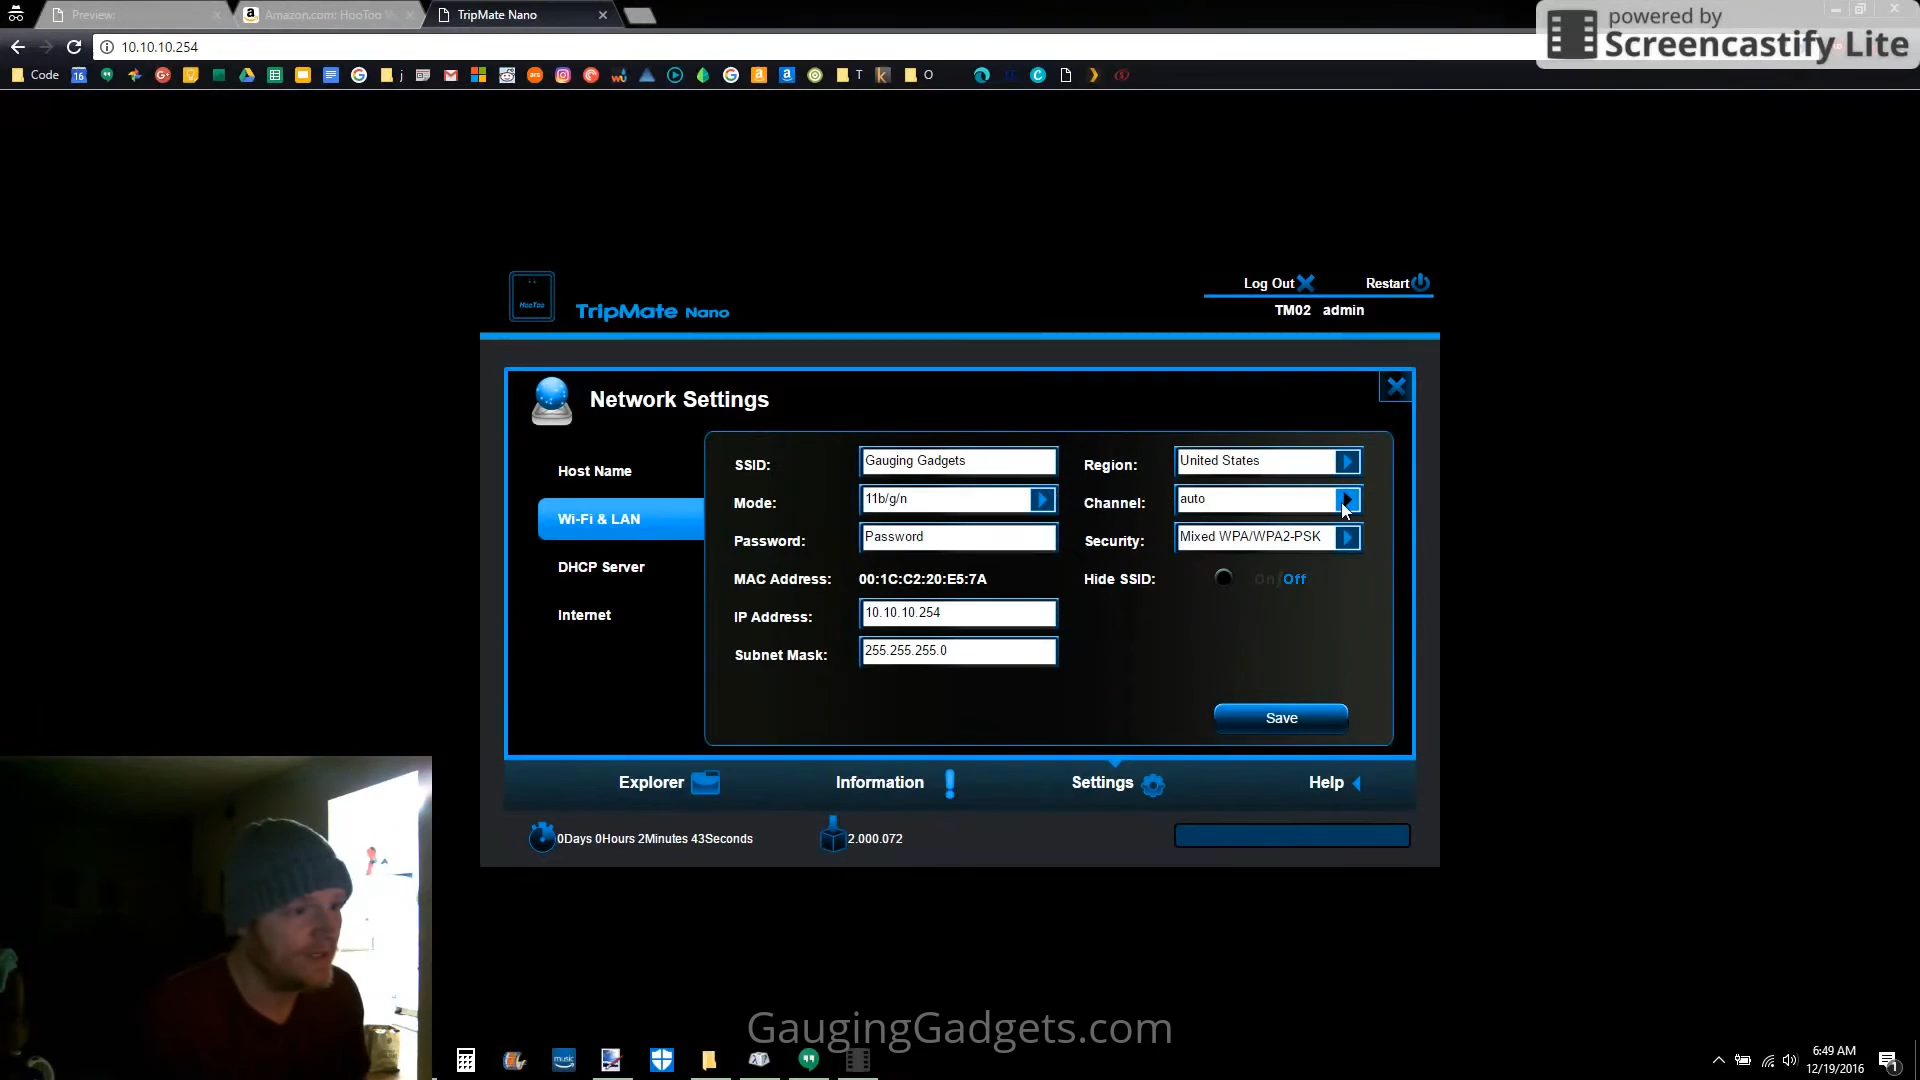 Preview:
Amazon.com: HooToo W
TripMate Nano
powered by
Screencastify Lite
10.10.10.254
Code
16
j
T
O
HooToo
TripMate Nano
Log Out
Restart
TM02 admin
Network Settings
Host Name
Wi-Fi & LAN
DHCP Server
Internet
SSID:
Gauging Gadgets
Region:
United States
Mode:
11b/g/n
Channel:
auto
Password:
Password
Security:
Mixed WPA/WPA2-PSK
MAC Address:
00:1C:C2:20:E5:7A
Hide SSID:
On/Off
IP Address:
10.10.10.254
Subnet Mask:
255.255.255.0
Save
Explorer
Information
Settings
Help
0Days 0Hours 2Minutes 43Seconds
2.000.072
GaugingGadgets.com
music
6:49 AM
12/19/2016
1